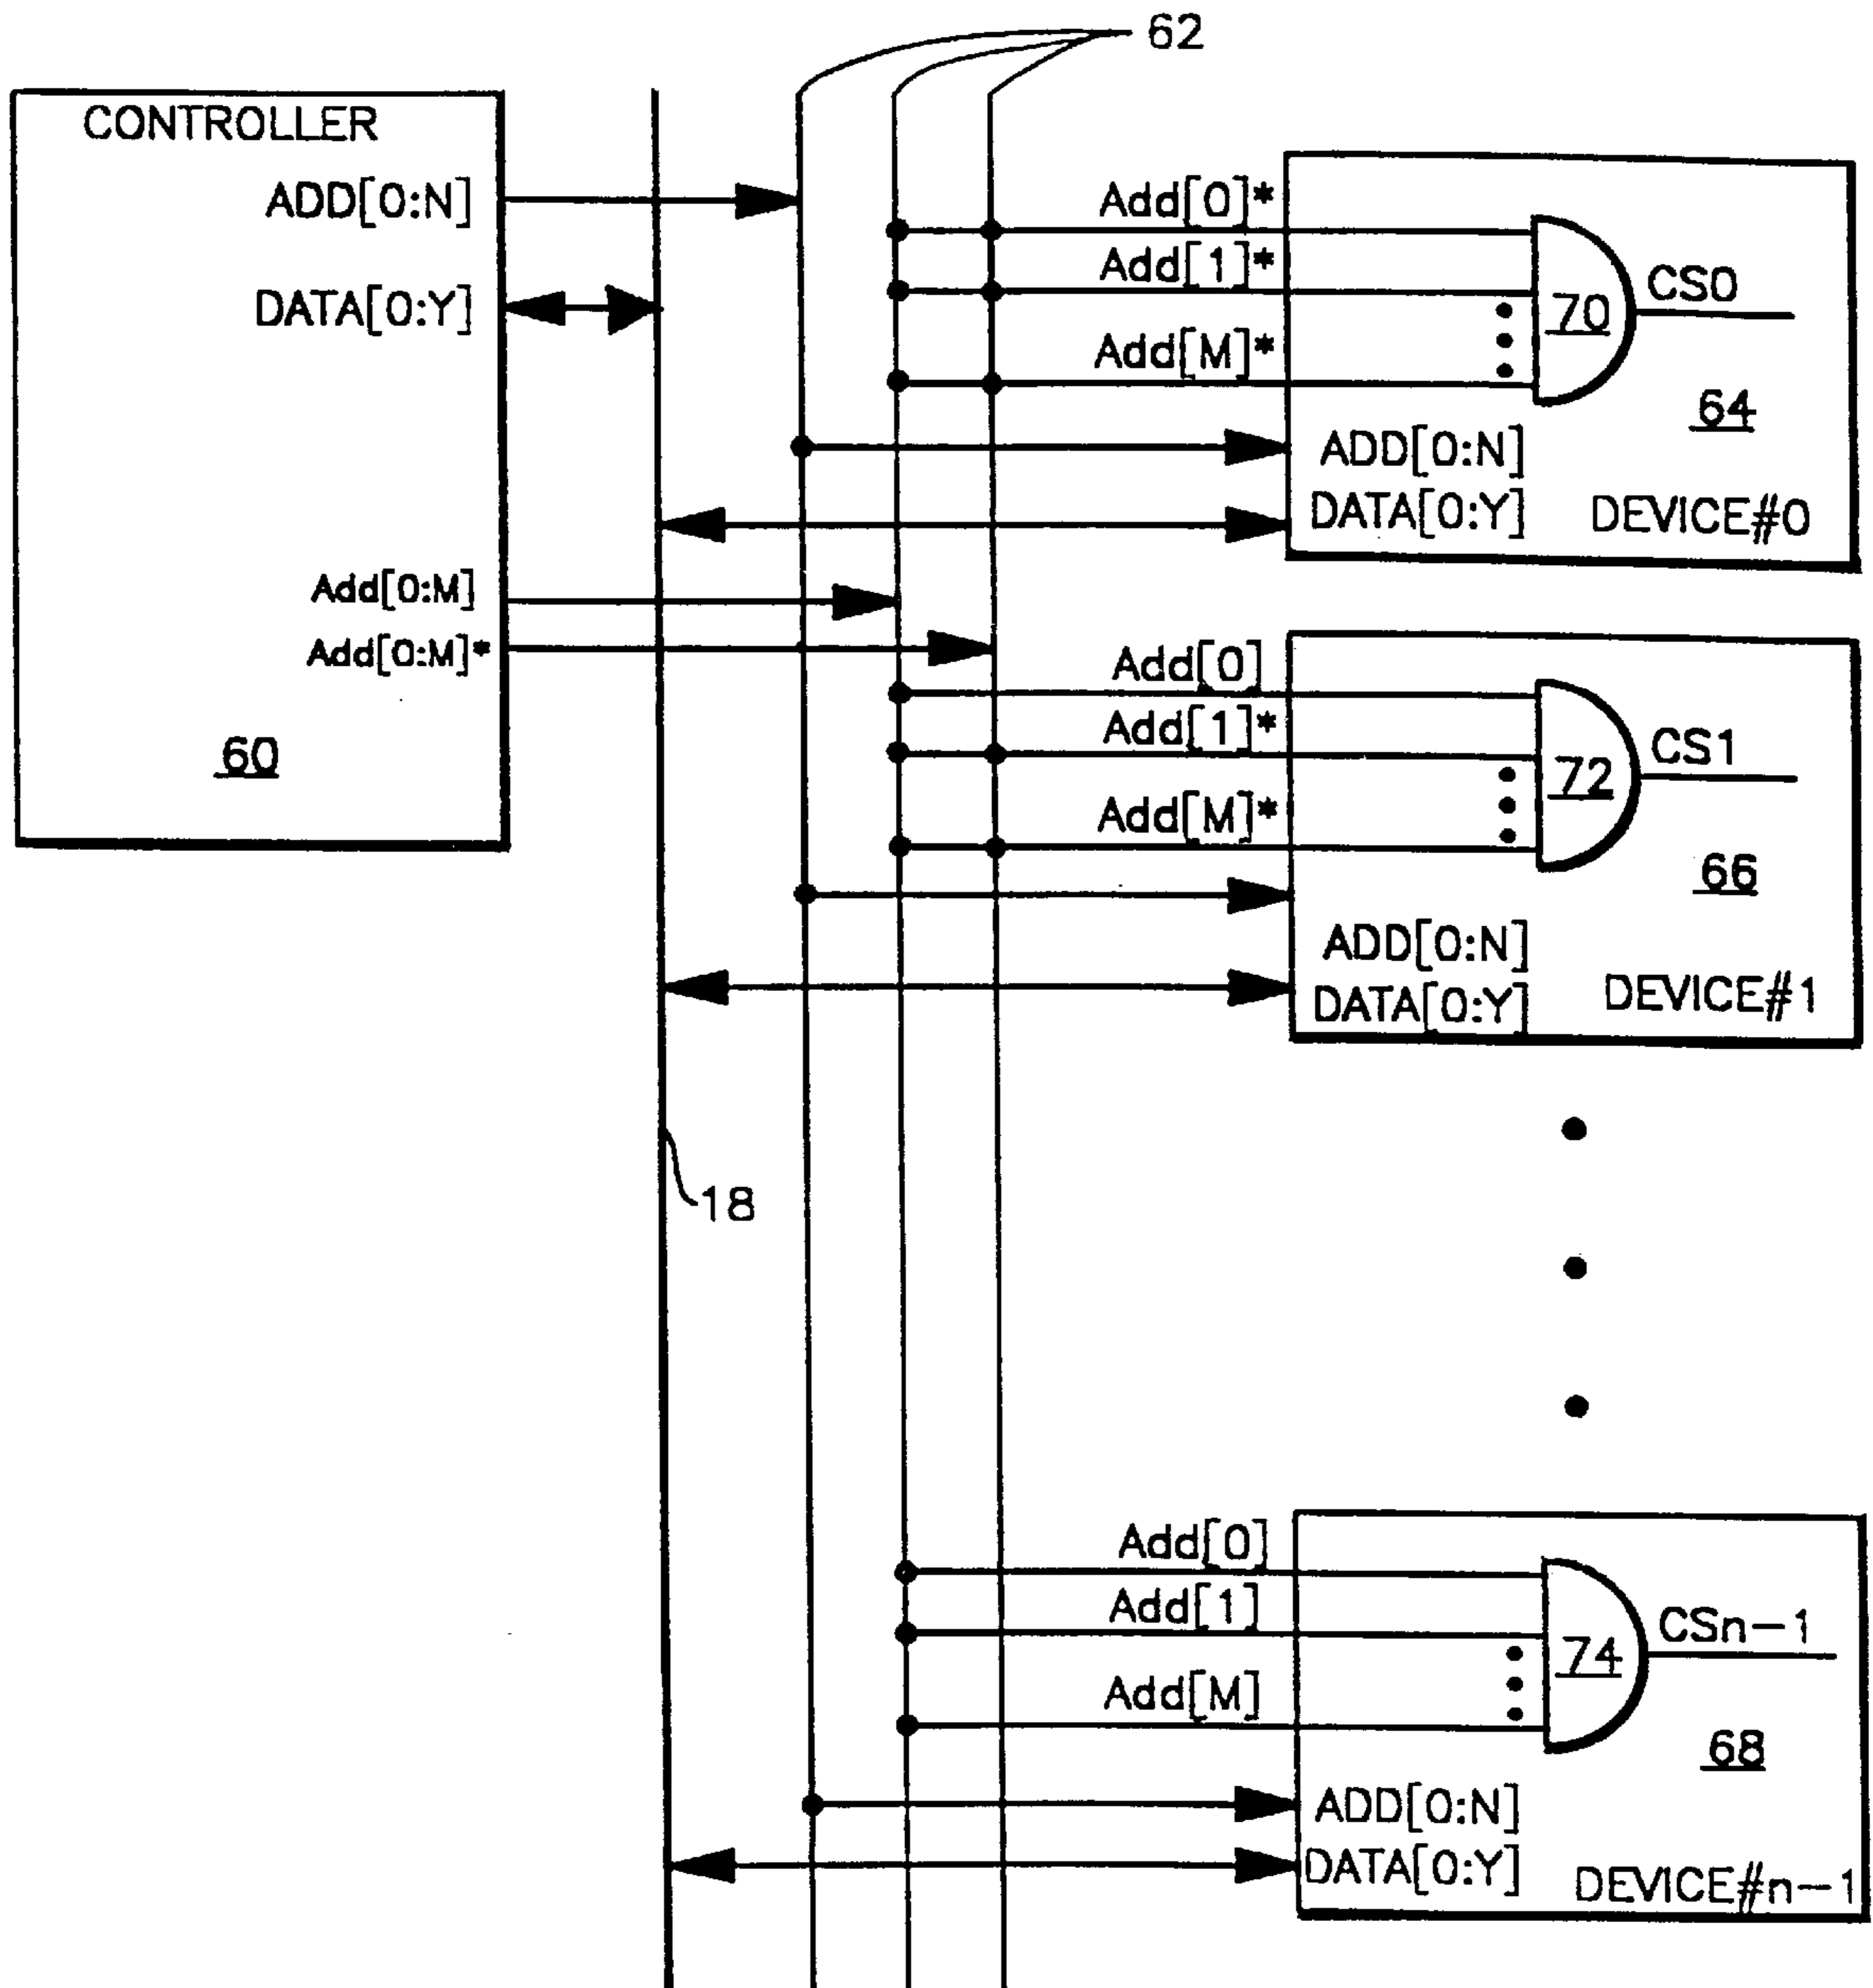 62
CONTROLLER
ADD[0:N]
DATA[0:Y]
Add[0:M]
Add[0:M]*
60
Add[0]*
Add[1]*
Add[M]*
70
CS0
64
ADD[0:N]
DATA[0:Y]
DEVICE#0
Add[0]
Add[1]*
Add[M]*
72
CS1
66
ADD[0:N]
DATA[0:Y]
DEVICE#1
18
Add[0]
Add[1]
Add[M]
74
CSn-1
68
ADD[0:N]
DATA[0:Y]
DEVICE#n-1